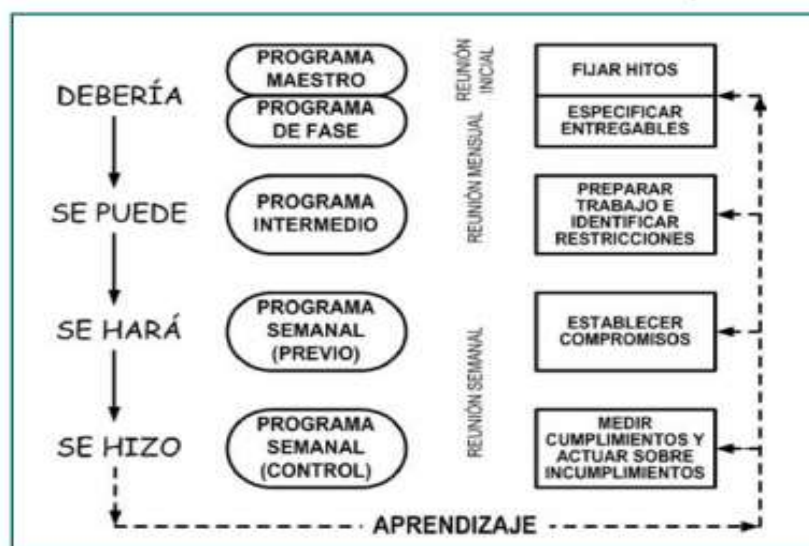 DEBERÍA
PROGRAMA
MAESTRO
PROGRAMA
DE FASE
REUNIÓN
INICIAL
FIJAR HITOS
ESPECIFICAR
ENTREGABLES
SE PUEDE
PROGRAMA
INTERMEDIO
REUNIÓN MENSUAL
PREPARAR
TRABAJO E
IDENTIFICAR
RESTRICCIONES
SE HARÁ
PROGRAMA
SEMANAL
(PREVIO)
REUNIÓN SEMANAL
ESTABLECER
COMPROMISOS
SE HIZO
PROGRAMA
SEMANAL
(CONTROL)
MEDIR
CUMPLIMIENTOS Y
ACTUAR SOBRE
INCUMPLIMIENTOS
APRENDIZAJE